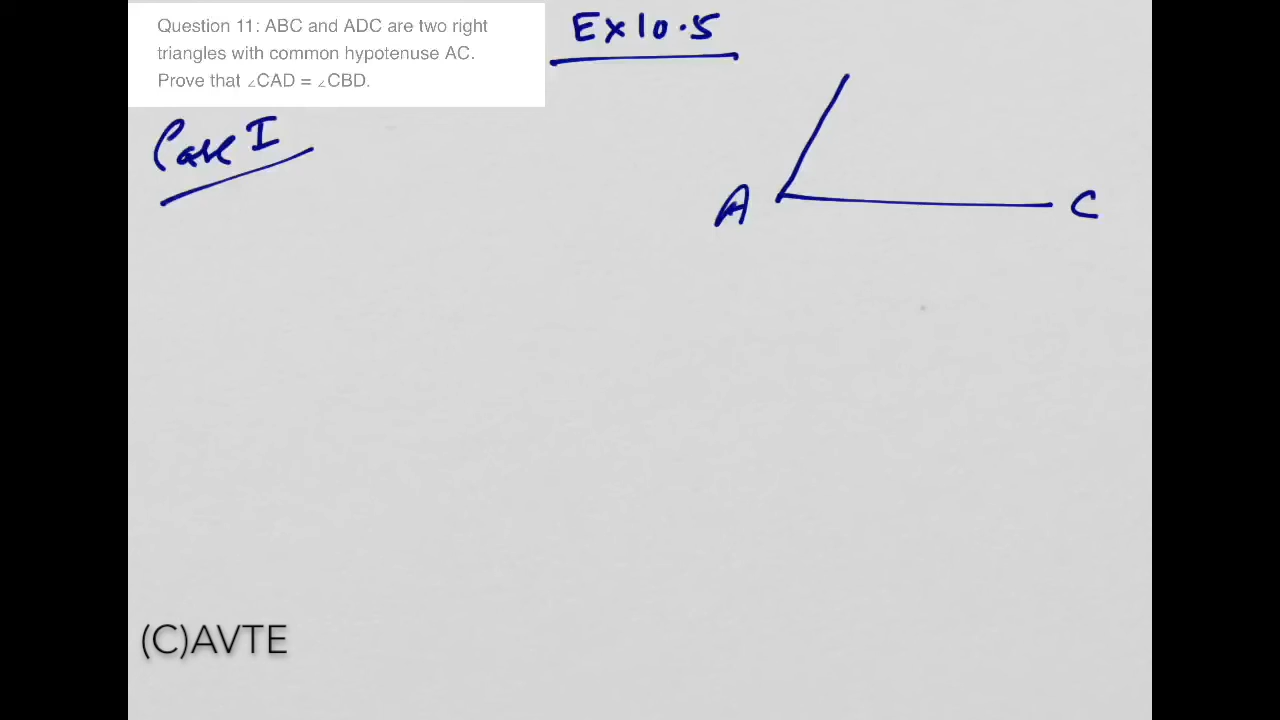 Question 11: ABC and ADC are two right
triangles with common hypotenuse AC.
Prove that ∠CAD = ∠CBD.
Ex 10.5
Case I
A
C
(C)AVTE